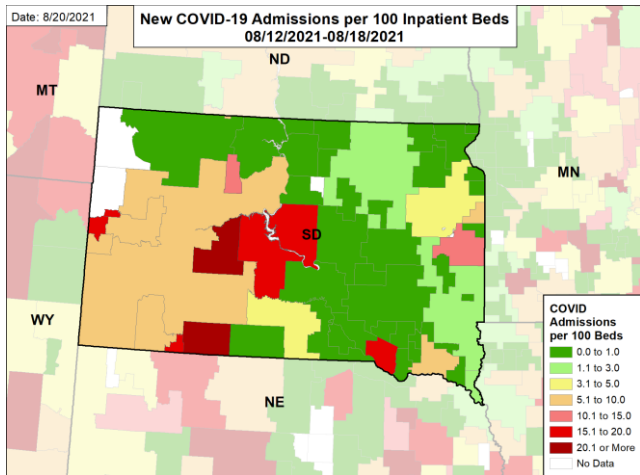 Date: 8/20/2021
New COVID-19 Admissions per 100 Inpatient Beds
08/12/2021-08/18/2021
ND
MT
MN
SD
WY
NE
COVID
Admissions
per 100 Beds
0.0 to 1.0
1.1 to 3.0
3.1 to 5.0
5.1 to 10.0
10.1 to 15.0
15.1 to 20.0
20.1 or More
No Data